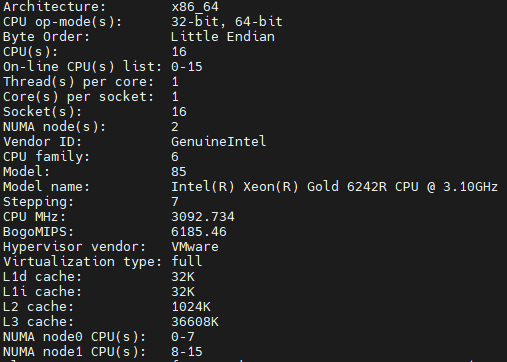 Architecture: x86_64
CPU op-mode(s): 32-bit, 64-bit
Byte Order: Little Endian
CPU(s): 16
On-line CPU(s) list: 0-15
Thread(s) per core: 1
Core(s) per socket: 1
Socket(s): 16
NUMA node(s): 2
Vendor ID: GenuineIntel
CPU family: 6
Model: 85
Model name: Intel(R) Xeon(R) Gold 6242R CPU @ 3.10GHz
Stepping: 7
CPU MHz: 3092.734
BogoMIPS: 6185.46
Hypervisor vendor: VMware
Virtualization type: full
L1d cache: 32K
L1i cache: 32K
L2 cache: 1024K
L3 cache: 36608K
NUMA node0 CPU(s): 0-7
NUMA node1 CPU(s): 8-15